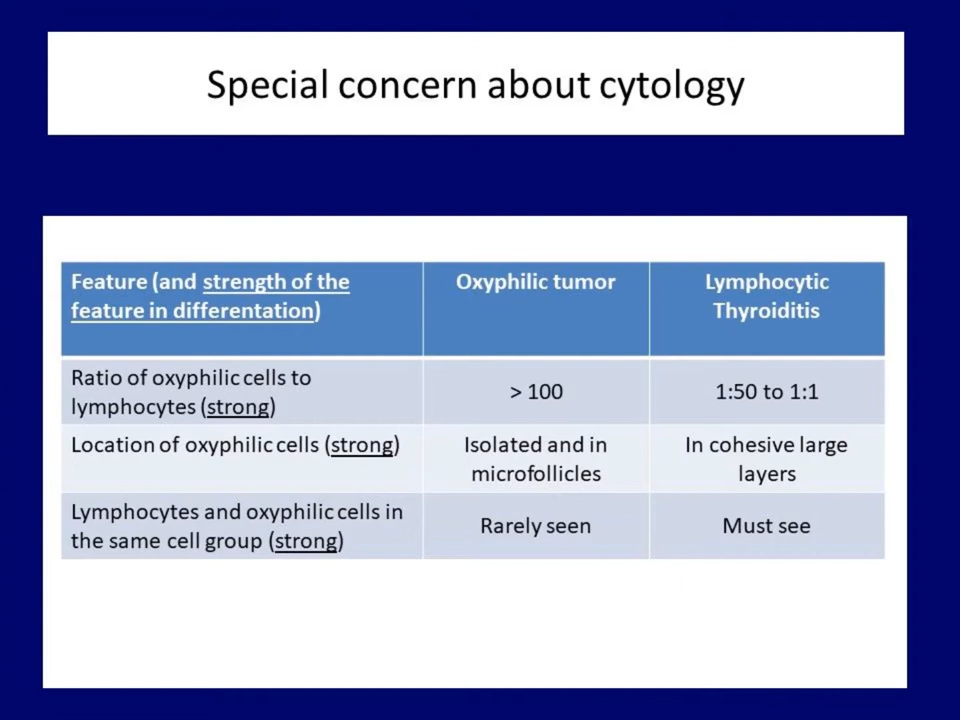 Special concern about cytology
Feature (and strength of the
feature in differentation)
Oxyphilic tumor
Lymphocytic
Thyroiditis
Ratio of oxyphilic cells to
lymphocytes (strong)
> 100
1:50 to 1:1
Location of oxyphilic cells (strong)
Isolated and in
microfollicles
In cohesive large
layers
Lymphocytes and oxyphilic cells in
the same cell group (strong)
Rarely seen
Must see